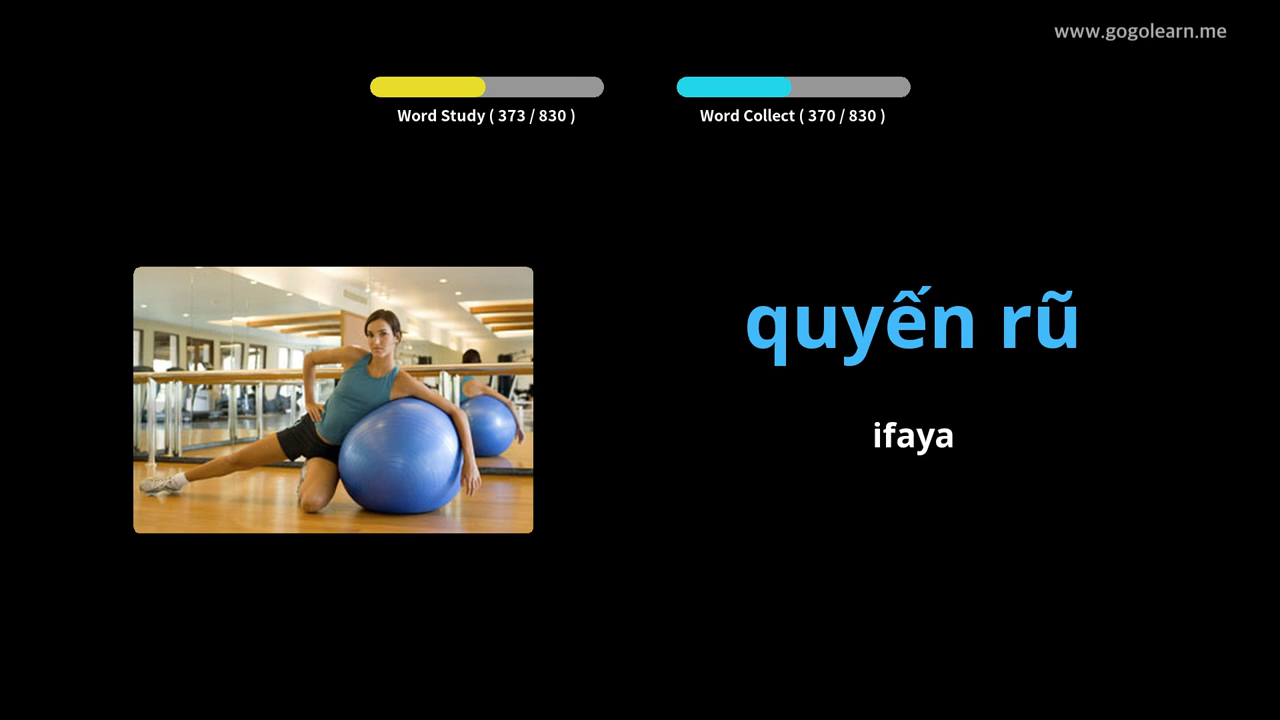 www.gogolearn.me
Word Study ( 373 / 830 )
Word Collect ( 370 / 830 )
quyến rũ
ifaya